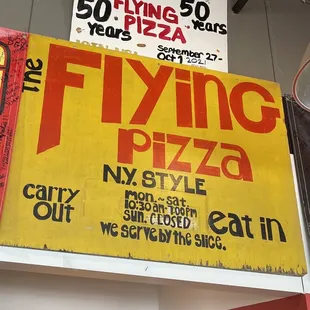 50 FLYING 50
Years PIZZA Years
September 27-
Oct 1 2021
The
FLYING
Pizza
N.Y. STYLE
carry
OUT
mon.~sat.
10:30am-7:00pm
SUN. CLOSED
eat in
we serve by the slice.